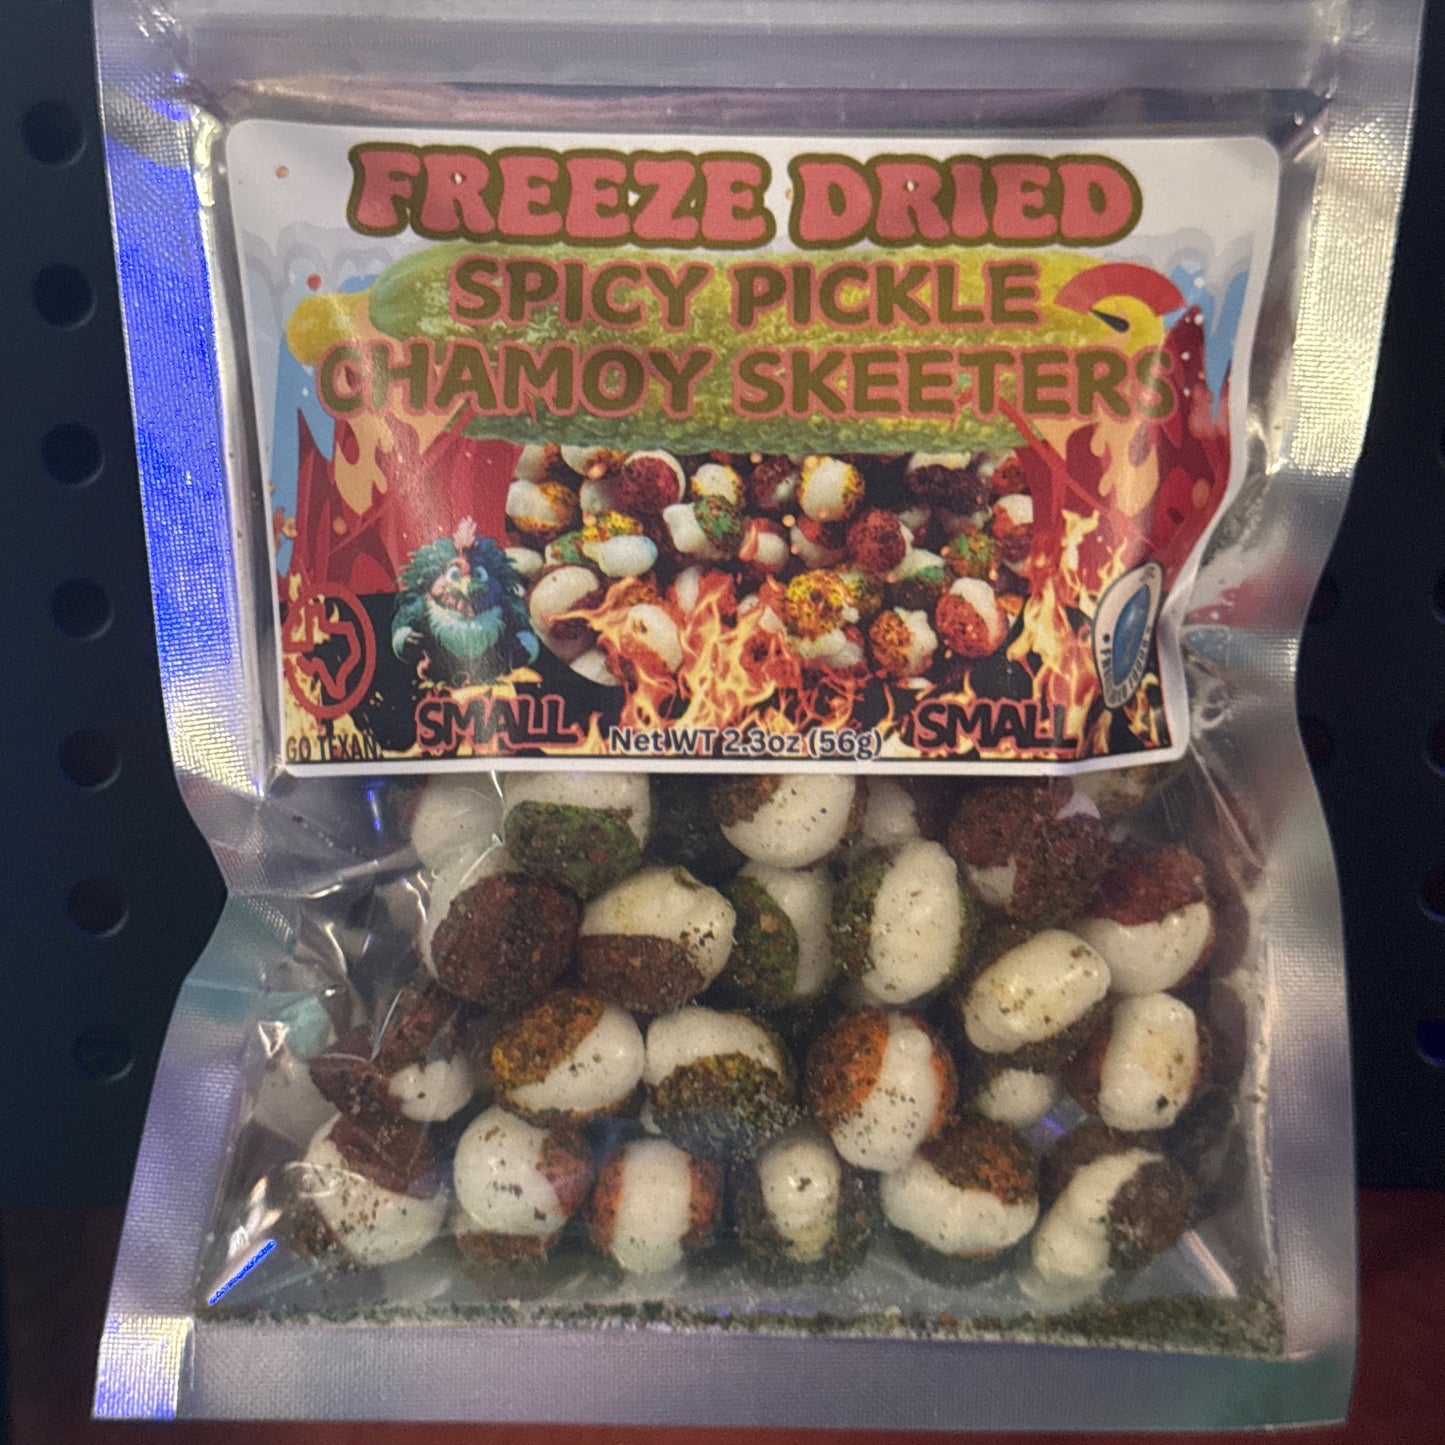 FREEZE DRIED
SPICY PICKLE
CHAMOY SKEETERS
GO TEXAN
SMALL
Net WT 2.3oz (56g)
SMALL